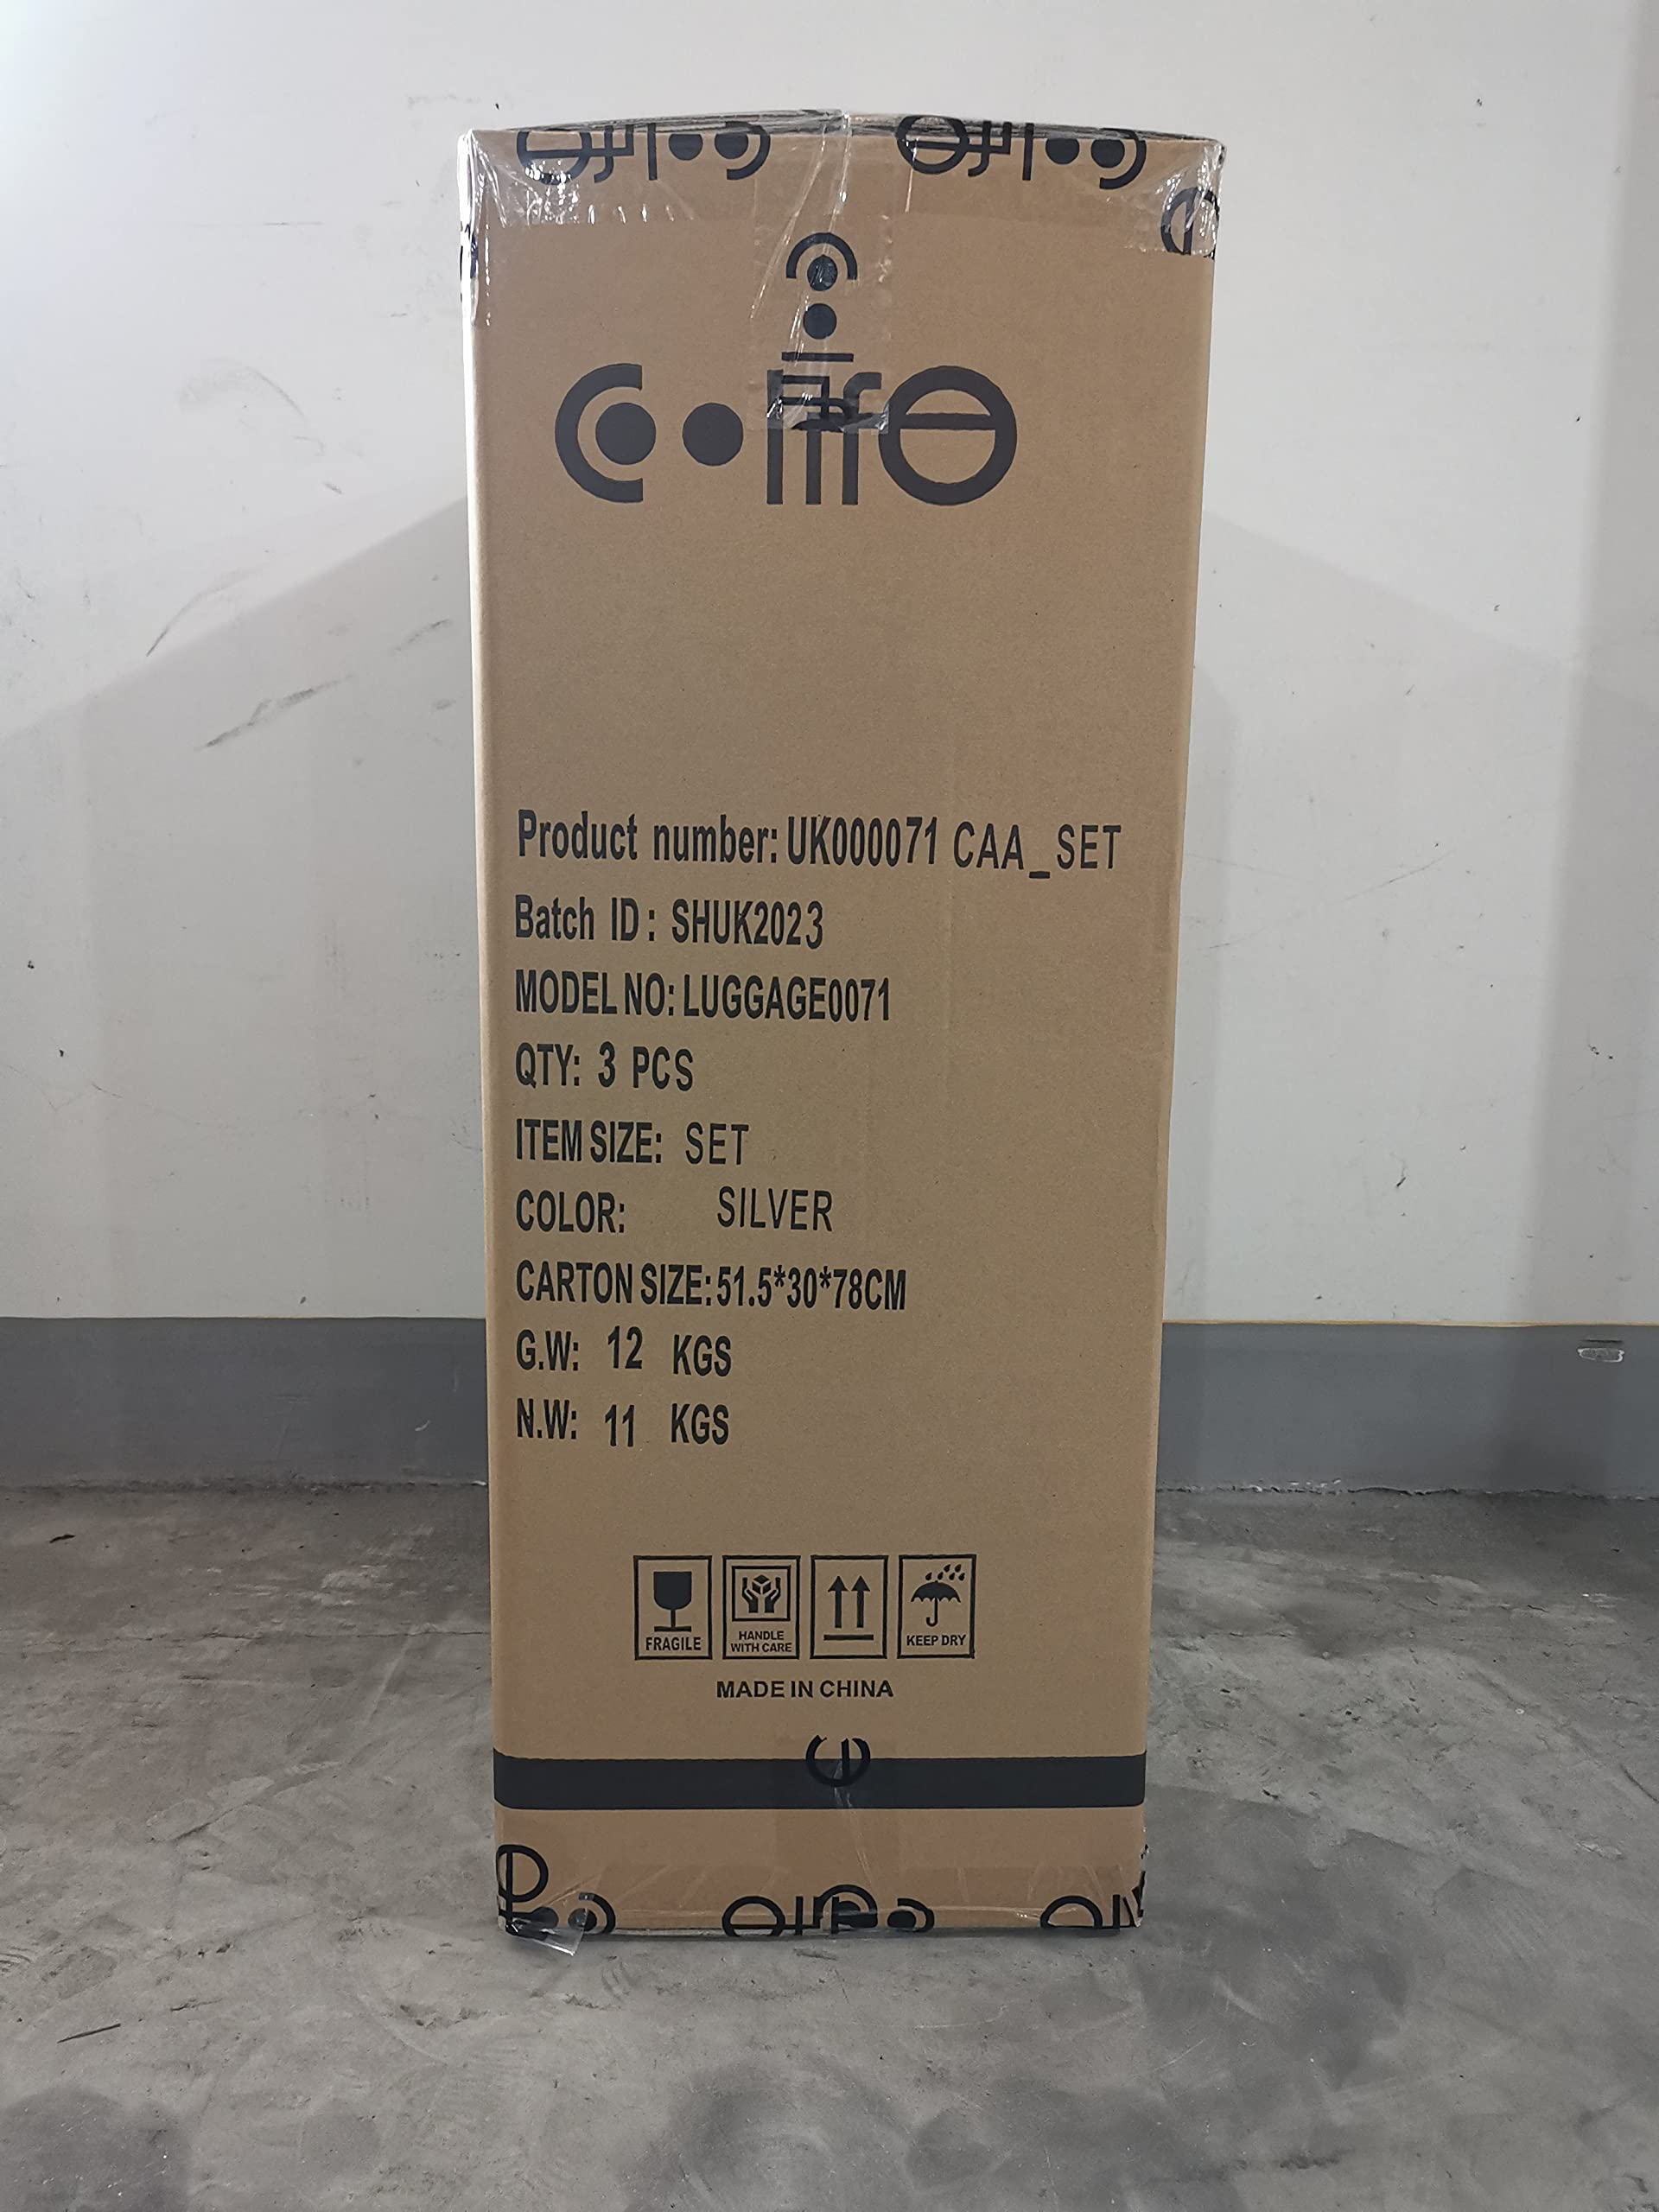 Product number: UK000071 CAA_SET
Batch ID: SHUK2023
MODEL NO: LUGGAGE0071
QTY: 3 PCS
ITEM SIZE: SET
COLOR: SILVER
CARTON SIZE: 51.5*30*78CM
G.W: 12 KGS
N.W: 11 KGS
FRAGILE
HANDLE
WITH CARE
KEEP DRY
MADE IN CHINA